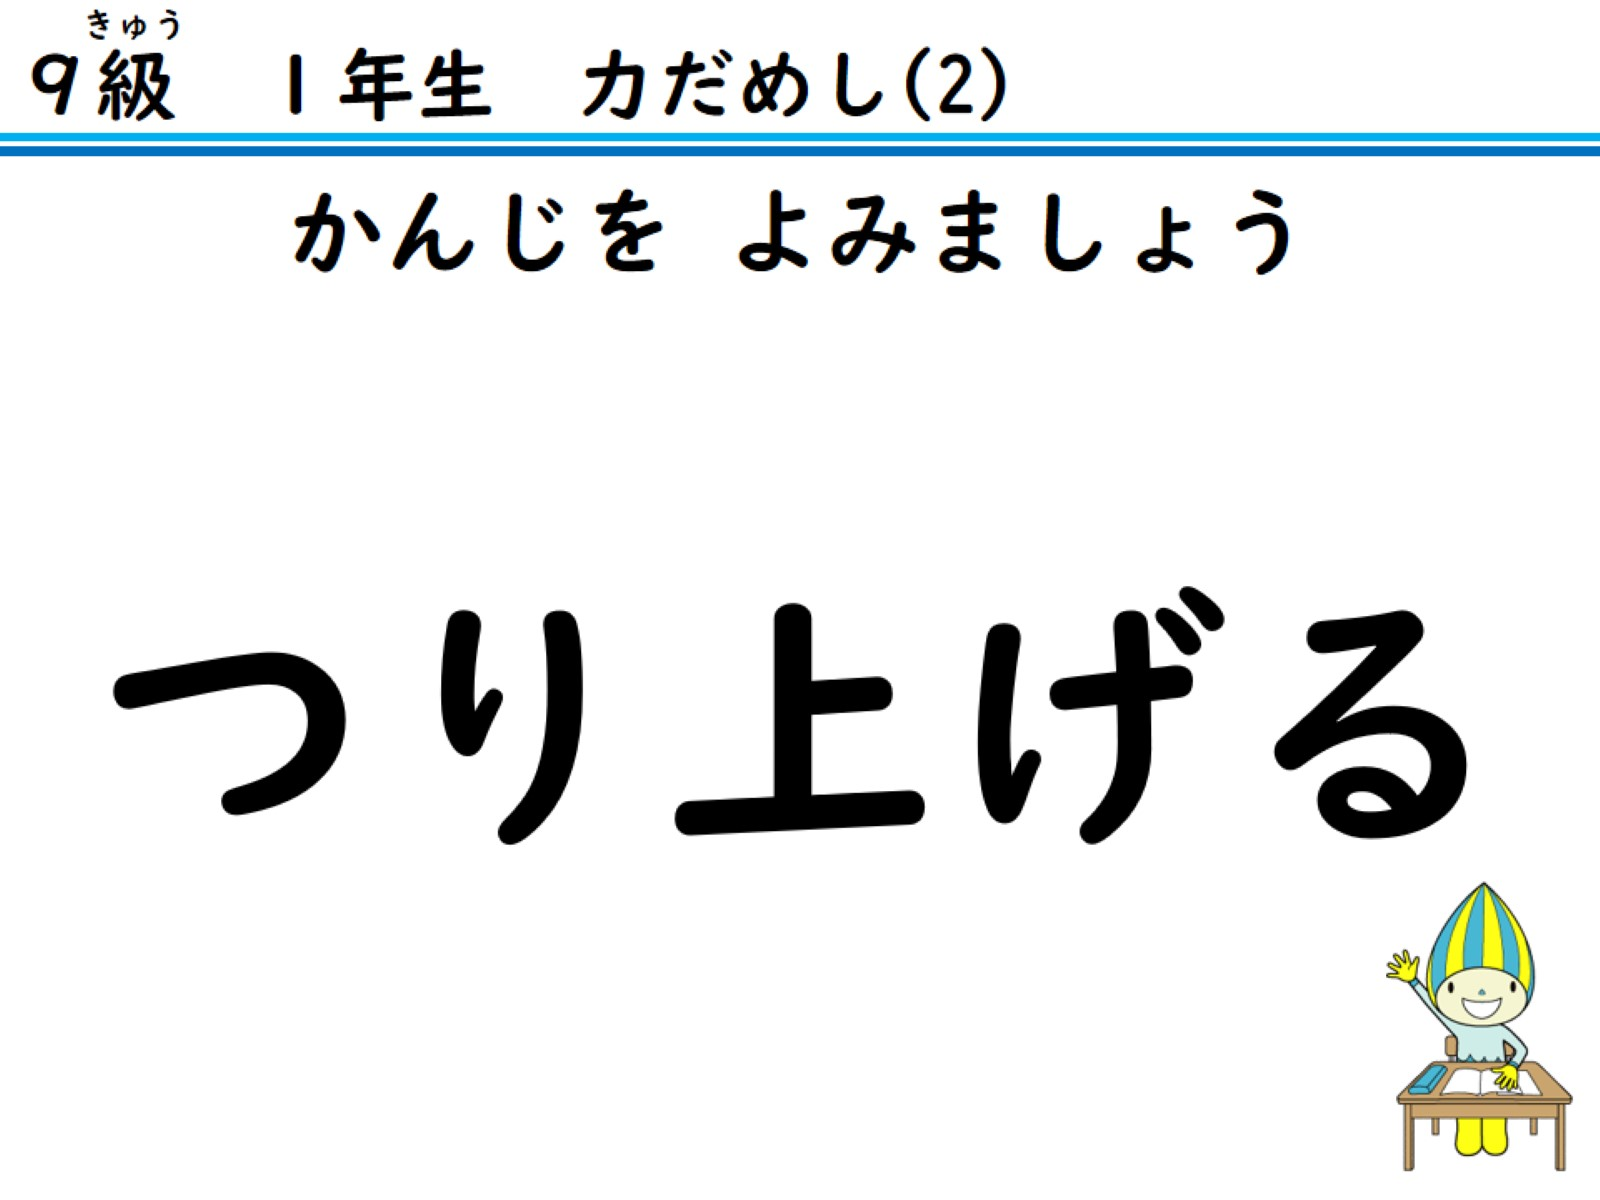 きゅう
9級　1年生　力だめし(2)
かんじを よみましょう
つり上げる